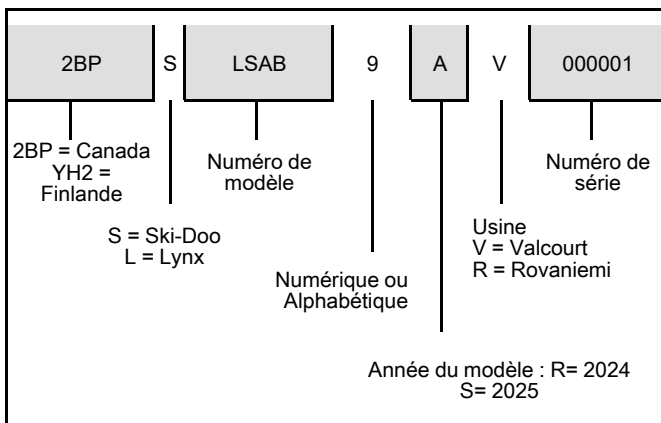 2BP S LSAB 9 A V 000001
2BP = Canada
YH2 =
Finlande
Numéro de
modèle
Numéro de
série
S = Ski-Doo
L = Lynx
Usine
V = Valcourt
R = Rovaniemi
Numérique ou
Alphabétique
Année du modèle : R= 2024
S= 2025